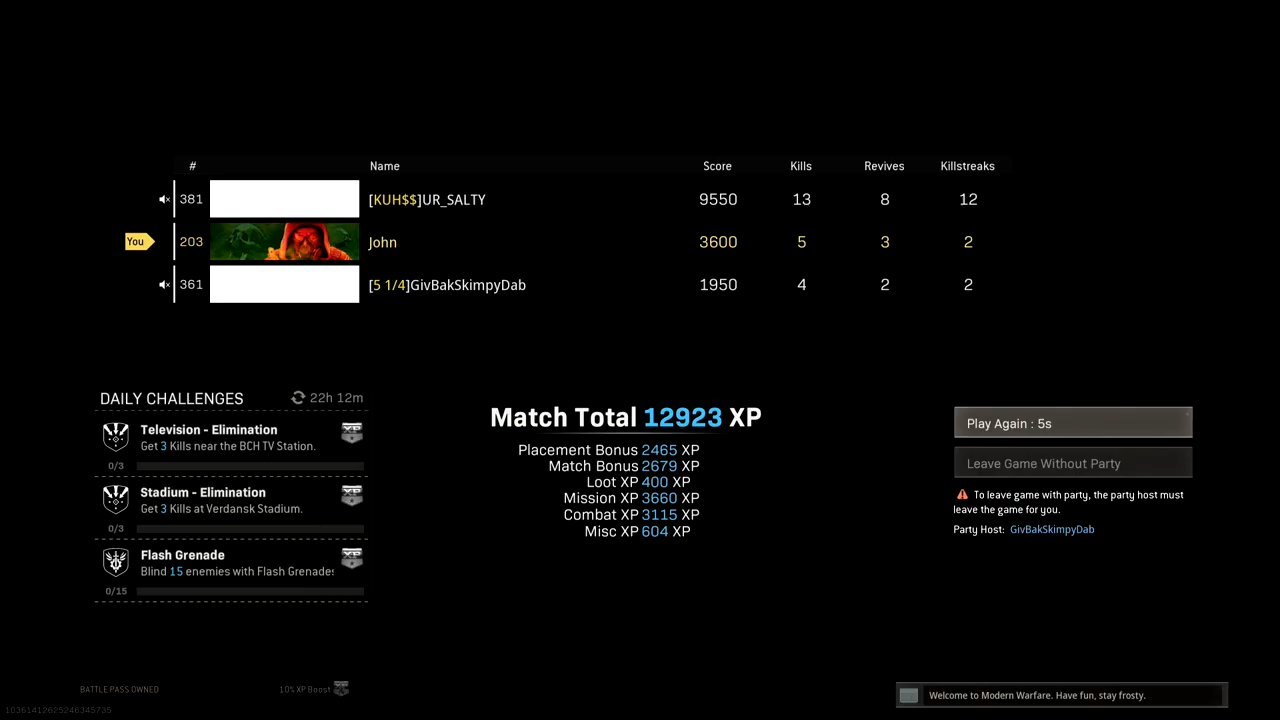 # Name Score Kills Revives Killstreaks
381 [KUH$$]UR_SALTY 9550 13 8 12
You 203 John 3600 5 3 2
361 [5 1/4]GivBakSkimpyDab 1950 4 2 2
DAILY CHALLENGES 22h 12m
Television - Elimination
Get 3 Kills near the BCH TV Station.
0/3
Stadium - Elimination
Get 3 Kills at Verdansk Stadium.
0/3
Flash Grenade
Blind 15 enemies with Flash Grenades
0/15
XP
XP
XP
Match Total 12923 XP
Placement Bonus 2465 XP
Match Bonus 2679 XP
Loot XP 400 XP
Mission XP 3660 XP
Combat XP 3115 XP
Misc XP 604 XP
Play Again : 5s
Leave Game Without Party
To leave game with party, the party host must
leave the game for you.
Party Host: GivBakSkimpyDab
BATTLE PASS OWNED
10% XP Boost
Welcome to Modern Warfare. Have fun, stay frosty.
10361412625246345735